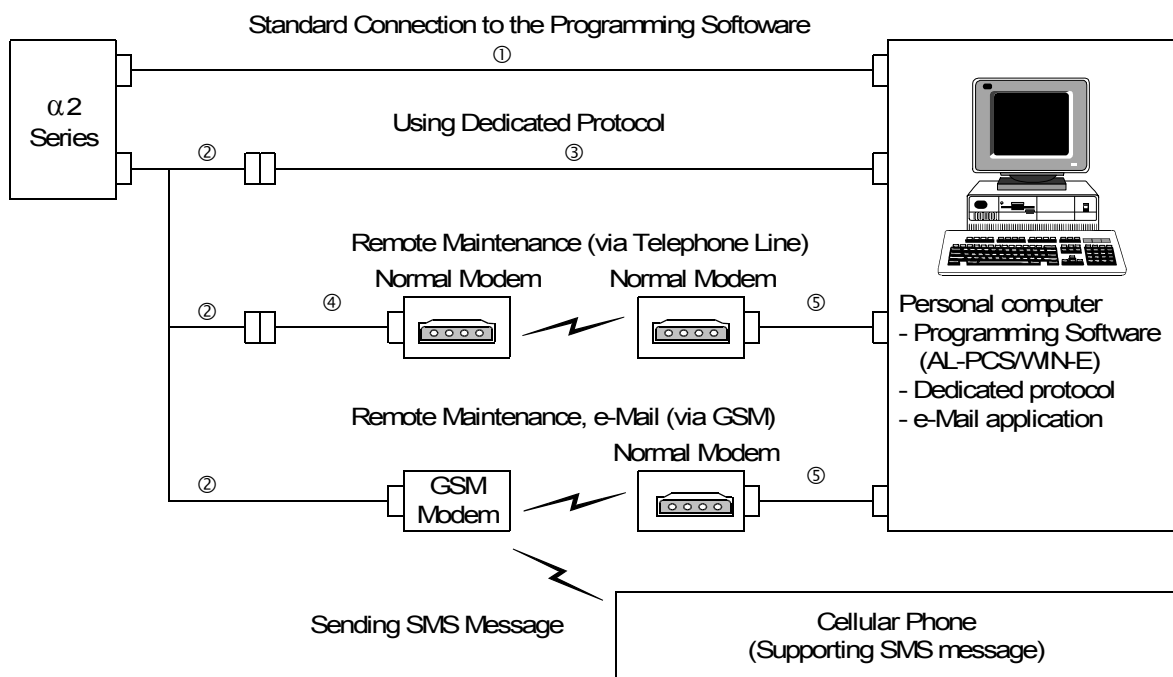 Standard Connection to the Programming Softoware
①
α2
Series
Using Dedicated Protocol
②
③
Remote Maintenance (via Telephone Line)
Normal Modem
Normal Modem
②
④
⑤
Personal computer
- Programming Software
(AL-PCS/WIN-E)
- Dedicated protocol
- e-Mail application
Remote Maintenance, e-Mail (via GSM)
Normal Modem
②
GSM
Modem
⑤
Sending SMS Message
Cellular Phone
(Supporting SMS message)